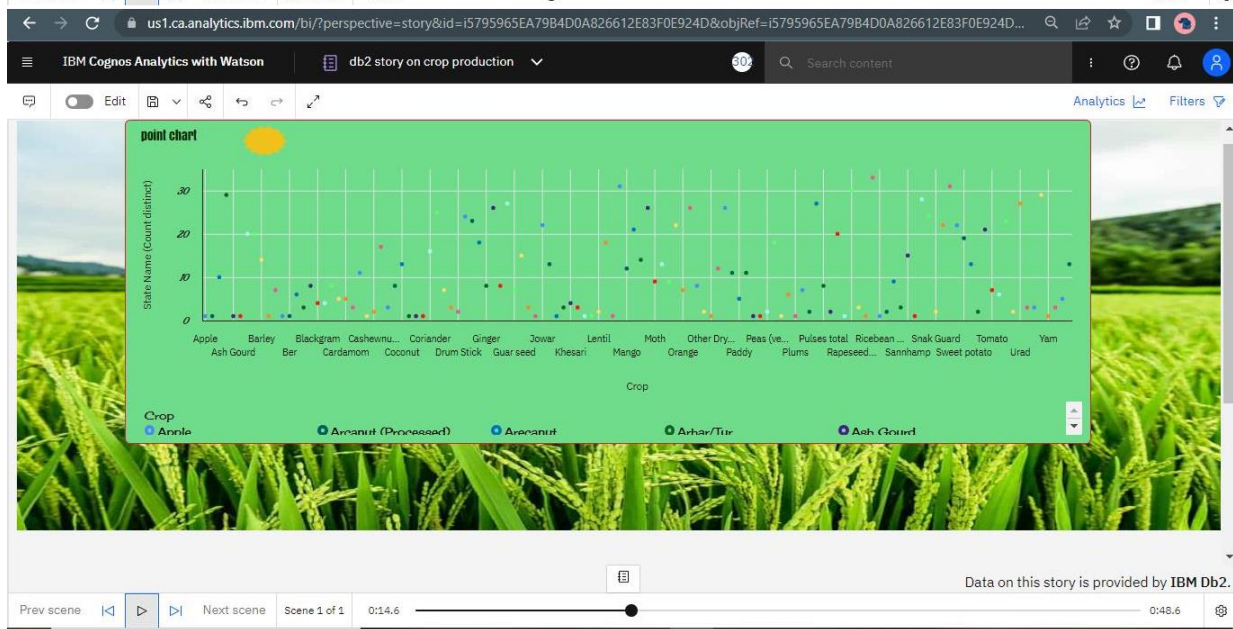 us1.ca.analytics.ibm.com/bi/?perspective=story&id=i5795965EA79B4D0A826612E83F0E924D&objRef=i5795965EA79B4D0A826612E83F0E924D...
IBM Cognos Analytics with Watson
db2 story on crop production
302
Search content
Edit
Analytics
Filters
point chart
State Name (Count distinct)
30
20
10
0
Apple Barley Blackgram Cashewnu... Coriander Ginger Jowar Lentil Moth Other Dry... Peas (ve... Pulses total Ricebean ... Snak Guard Tomato Yam
Ash Gourd Ber Cardamom Coconut Drum Stick Guar seed Khesari Mango Orange Paddy Plums Rapeseed... Sannhamp Sweet potato Urad
Crop
Crop
Apple Arcanut (Processed) Arecanut Arhar/Tur Ash Gourd
Data on this story is provided by IBM Db2.
Prev scene Next scene Scene 1 of 1 0:14.6 0:48.6